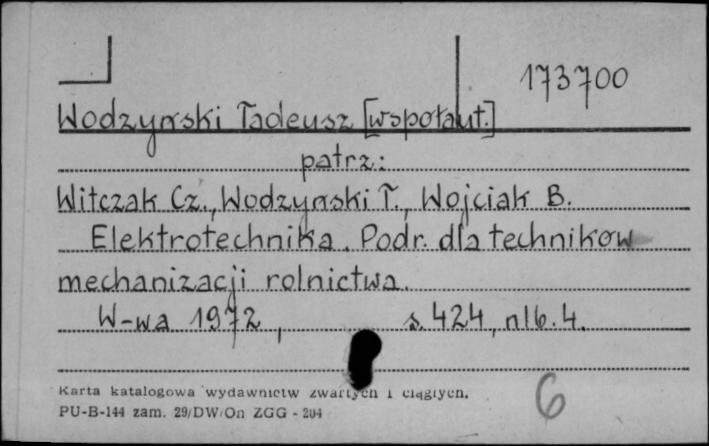 173700
Wodzyński Tadeusz [współaut.]
patrz:
Witczak Cz., Wodzyński T., Wojciak B.
Elektrotechnika. Podr. dla techników
mechanizacji rolnictwa.
W-wa 1972, s. 424, nlb. 4.
Karta katalogowa wydawnictw zwartych i ciągłych.
PU-B-144 zam. 29/DW/On ZGG - 204
6